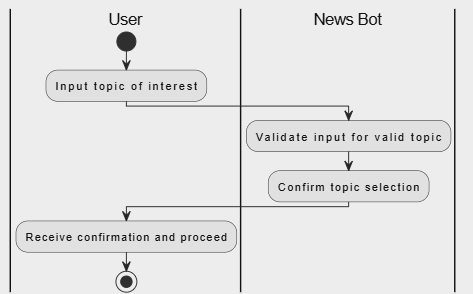 User
News Bot
Input topic of interest
Validate input for valid topic
Confirm topic selection
Receive confirmation and proceed